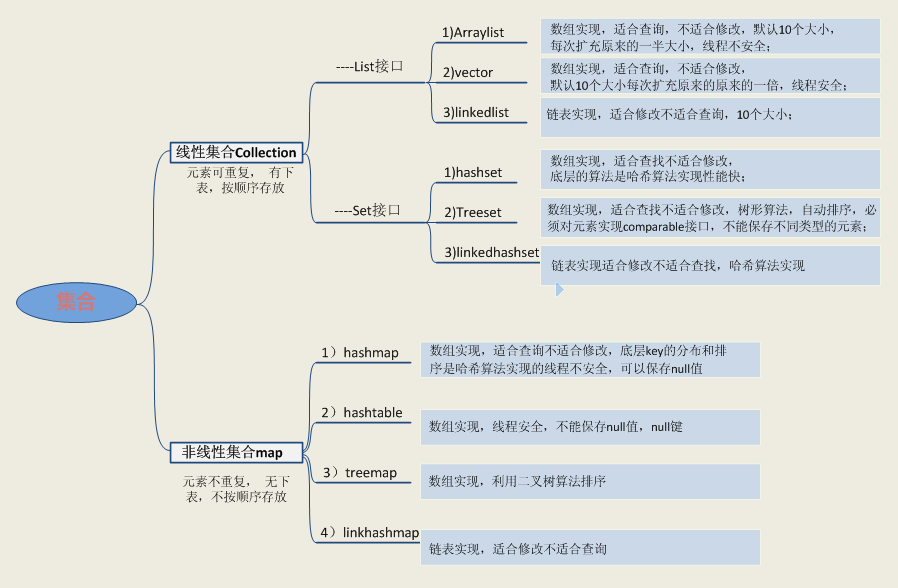 集合
线性集合Collection
元素可重复， 有下
表，按顺序存放
----List接口
1)Arraylist
数组实现，适合查询，不适合修改，默认10个大小，
每次扩充原来的一半大小，线程不安全；
2)vector
数组实现，适合查询，不适合修改，
默认10个大小每次扩充原来的原来的一倍，线程安全；
3)linkedlist
链表实现，适合修改不适合查询，10个大小；
----Set接口
1)hashset
数组实现，适合查找不适合修改，
底层的算法是哈希算法实现性能快；
2)Treeset
数组实现，适合查找不适合修改，树形算法，自动排序，必
须对元素实现comparable接口，不能保存不同类型的元素；
3)linkedhashset
链表实现适合修改不适合查找，哈希算法实现
非线性集合map
元素不重复， 无下
表，不按顺序存放
1）hashmap
数组实现，适合查询不适合修改，底层key的分布和排
序是哈希算法实现的线程不安全，可以保存null值
2）hashtable
数组实现，线程安全，不能保存null值，null键
3）treemap
数组实现，利用二叉树算法排序
4）linkhashmap
链表实现，适合修改不适合查询